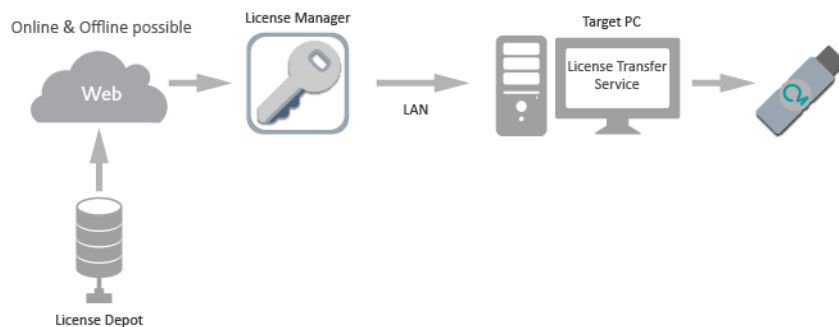 Online & Offline possible
License Manager
Target PC
Web
License Transfer
Service
LAN
License Depot